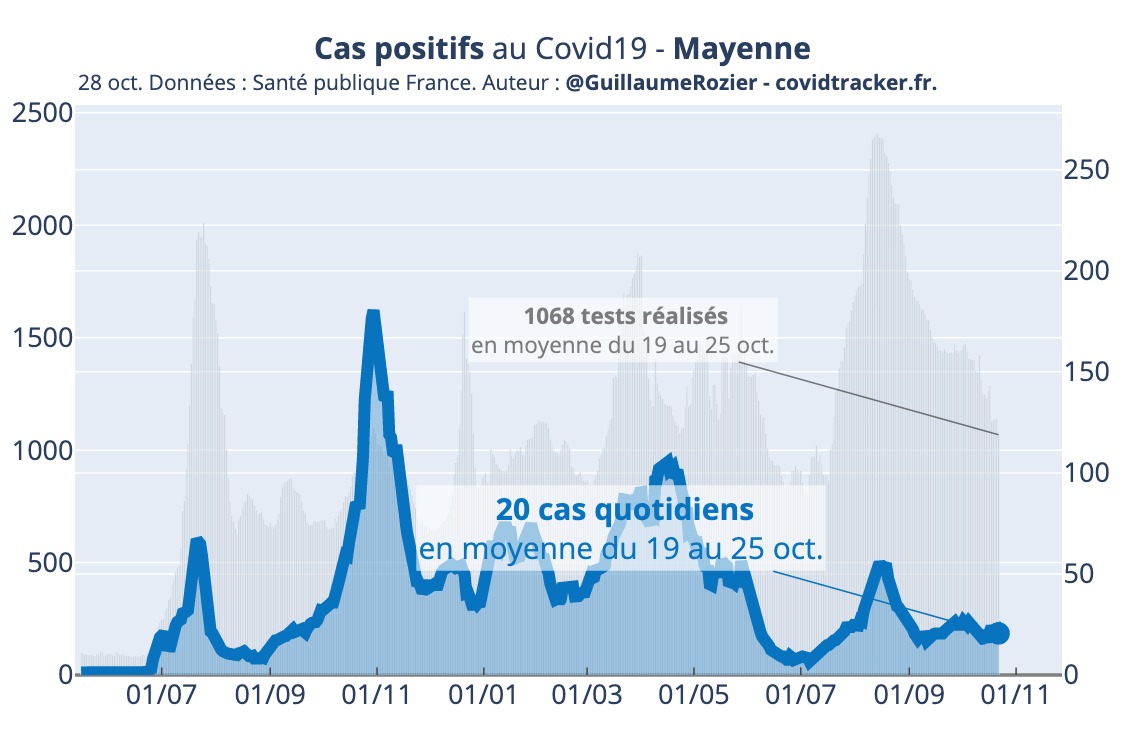 Cas positifs au Covid19 - Mayenne
28 oct. Données : Santé publique France. Auteur : @GuillaumeRozier - covidtracker.fr.
2500
2000
1500
1000
500
0
250
200
150
100
50
0
1068 tests réalisés
en moyenne du 19 au 25 oct.
20 cas quotidiens
en moyenne du 19 au 25 oct.
01/07 01/09 01/11 01/01 01/03 01/05 01/07 01/09 01/11